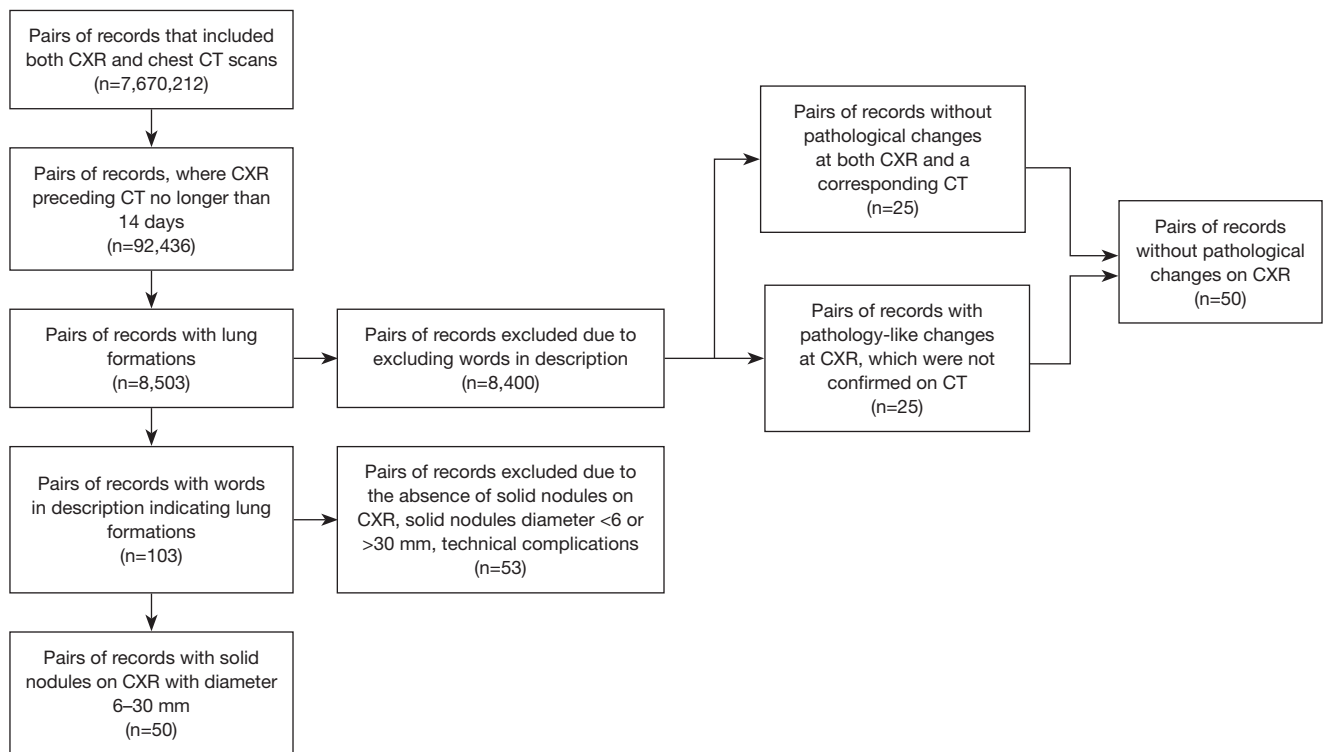 Pairs of records that included
both CXR and chest CT scans
(n=7,670,212)
Pairs of records, where CXR
preceding CT no longer than
14 days
(n=92,436)
Pairs of records with lung
formations
(n=8,503)
Pairs of records excluded due to
excluding words in description
(n=8,400)
Pairs of records with words
in description indicating lung
formations
(n=103)
Pairs of records excluded due to
the absence of solid nodules on
CXR, solid nodules diameter <6 or
>30 mm, technical complications
(n=53)
Pairs of records with solid
nodules on CXR with diameter
6–30 mm
(n=50)
Pairs of records without
pathological changes
at both CXR and a
corresponding CT
(n=25)
Pairs of records with
pathology-like changes
at CXR, which were not
confirmed on CT
(n=25)
Pairs of records
without pathological
changes on CXR
(n=50)